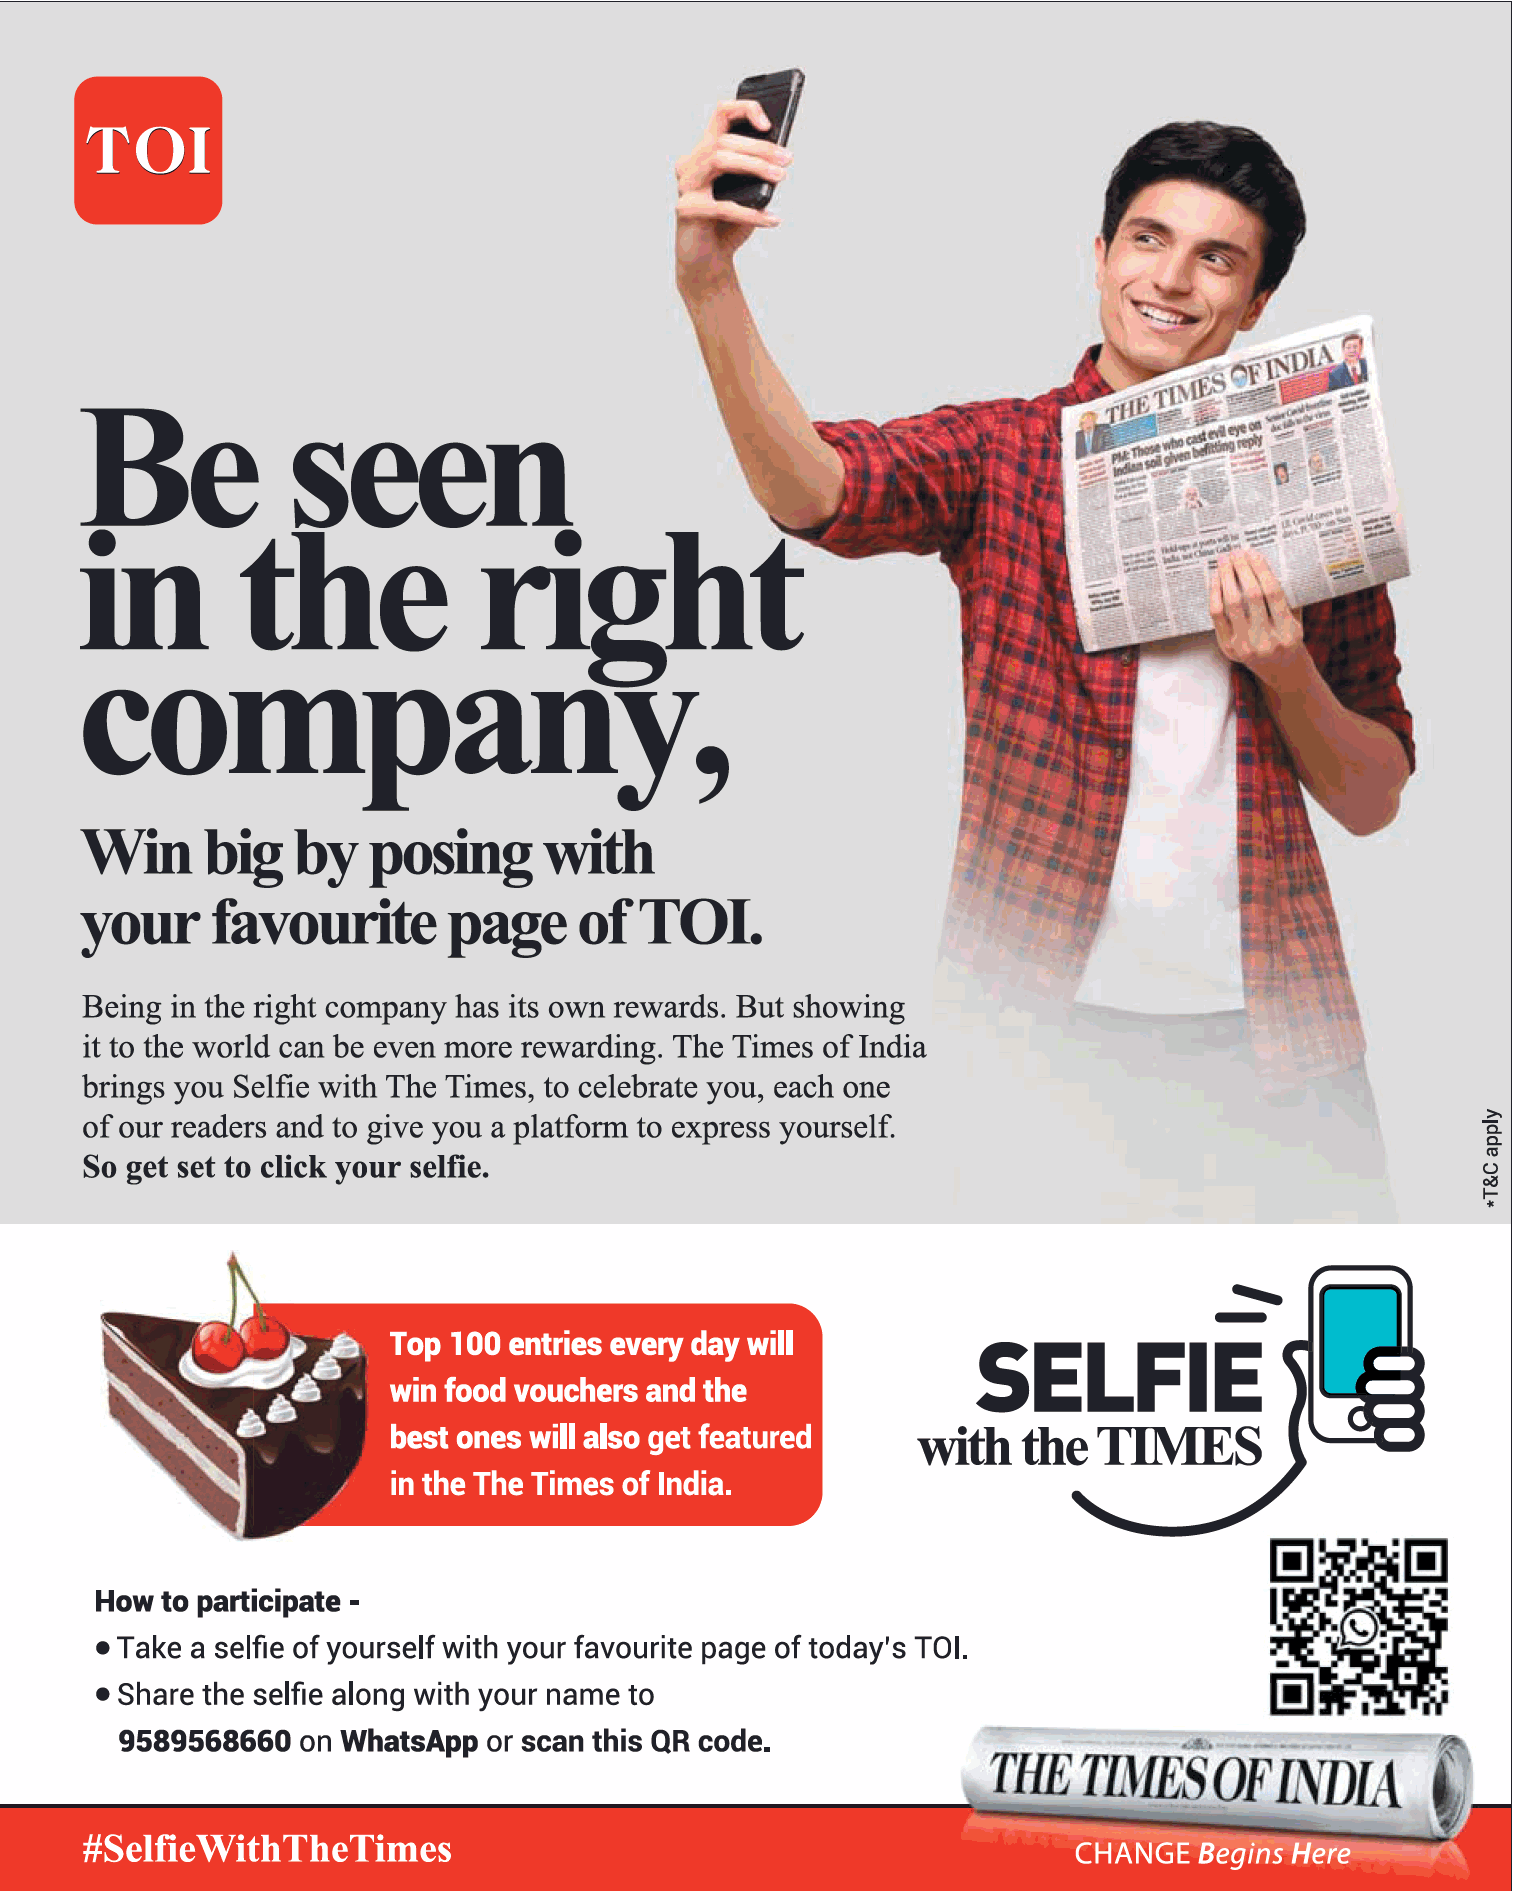 TOI
THE TIMES OF INDIA
PM: Those who cast evil eye on
Indian soil given befitting reply
Be seen
in the right
company,
Win big by posing with
your favourite page of TOI.
Being in the right company has its own rewards. But showing
it to the world can be even more rewarding. The Times of India
brings you Selfie with The Times, to celebrate you, each one
of our readers and to give you a platform to express yourself.
So get set to click your selfie.
*T&C apply
Top 100 entries every day will
win food vouchers and the
best ones will also get featured
in the The Times of India.
SELFIE
with the TIMES
How to participate -
● Take a selfie of yourself with your favourite page of today's TOI.
● Share the selfie along with your name to
9589568660 on WhatsApp or scan this QR code.
THE TIMES OF INDIA
#SelfieWithTheTimes
CHANGE Begins Here